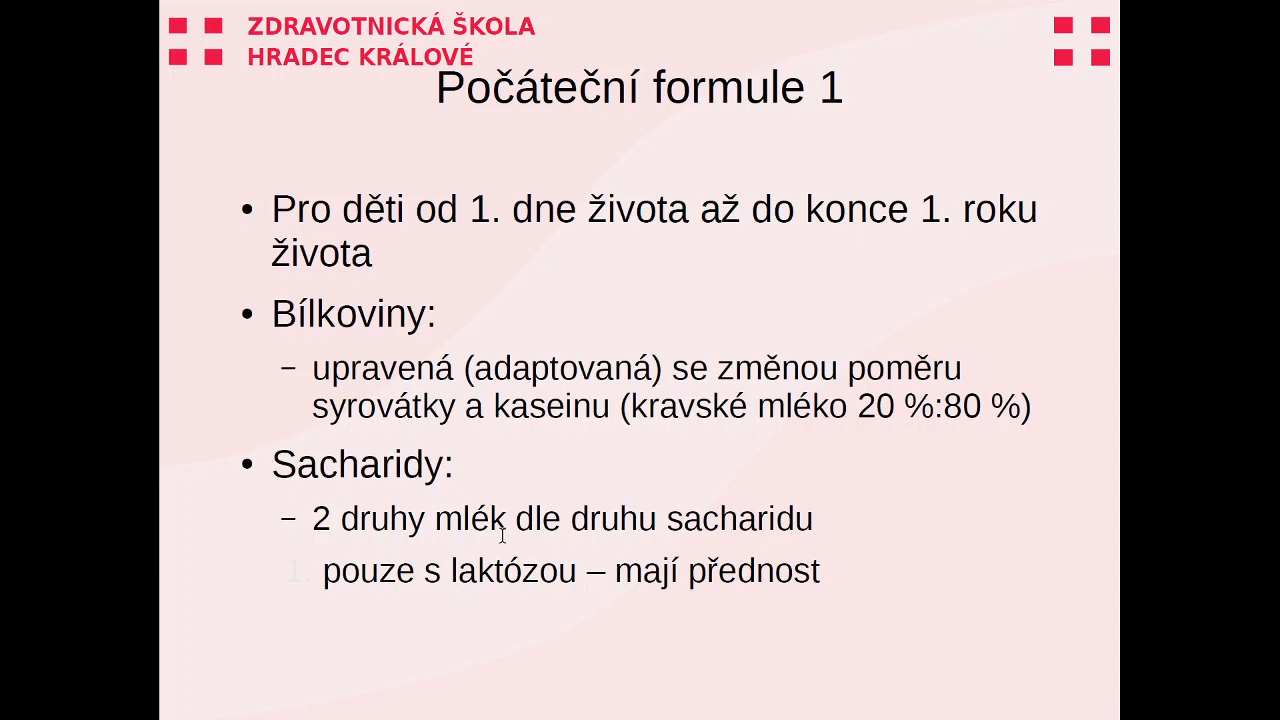 ZDRAVOTNICKÁ ŠKOLA
HRADEC KRÁLOVÉ
Počáteční formule 1
• Pro děti od 1. dne života až do konce 1. roku
života
• Bílkoviny:
– upravená (adaptovaná) se změnou poměru
syrovátky a kaseinu (kravské mléko 20 %:80 %)
• Sacharidy:
– 2 druhy mlék dle druhu sacharidu
1. pouze s laktózou – mají přednost